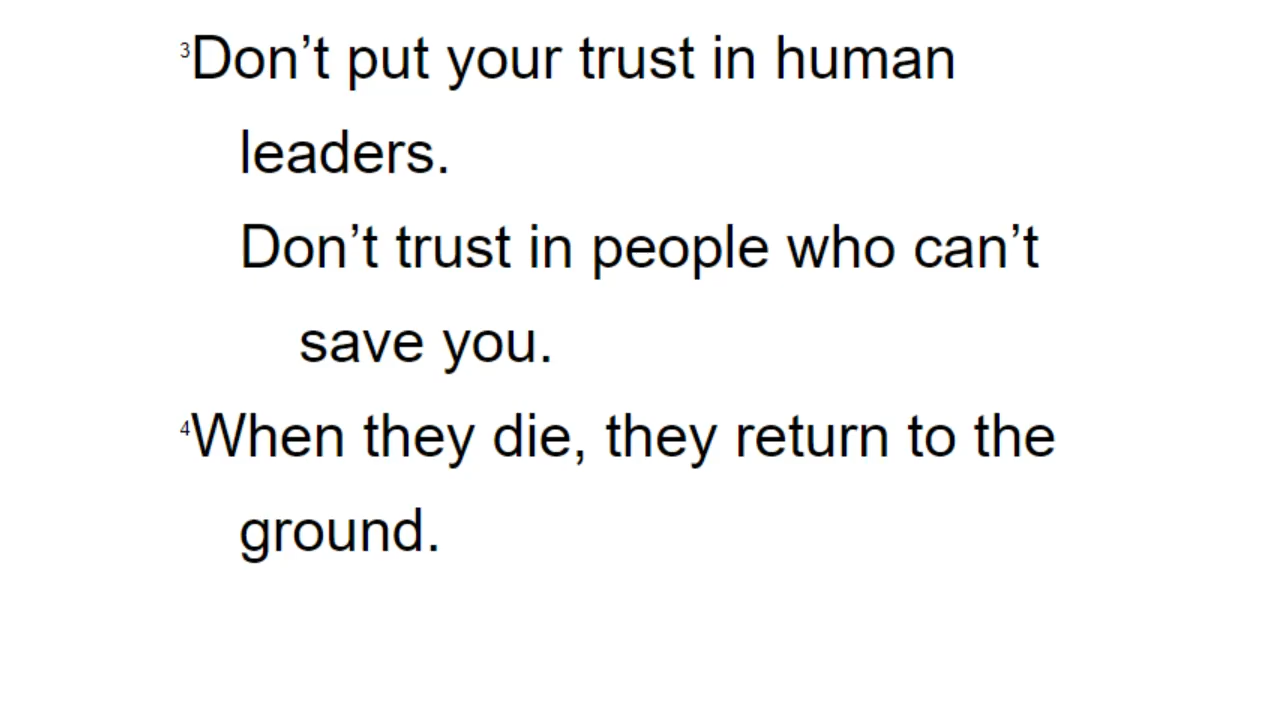 ³Don’t put your trust in human
leaders.
Don’t trust in people who can’t
save you.
⁴When they die, they return to the
ground.